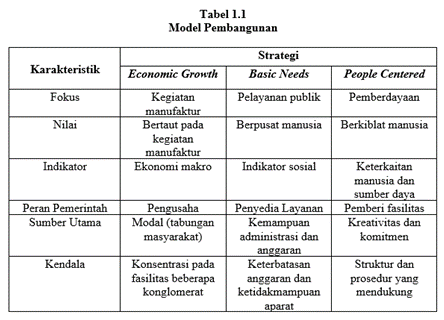 Tabel 1.1
Model Pembangunan
Karakteristik
Strategi
Economic Growth
Basic Needs
People Centered
Fokus
Kegiatan
manufaktur
Pelayanan publik
Pemberdayaan
Nilai
Bertaut pada
kegiatan
manufaktur
Berpusat manusia
Berkiblat manusia
Indikator
Ekonomi makro
Indikator sosial
Keterkaitan
manusia dan
sumber daya
Peran Pemerintah
Pengusaha
Penyedia Layanan
Pemberi fasilitas
Sumber Utama
Modal (tabungan
masyarakat)
Kemampuan
administrasi dan
anggaran
Kreativitas dan
komitmen
Kendala
Konsentrasi pada
fasilitas beberapa
konglomerat
Keterbatasan
anggaran dan
ketidakmampuan
aparat
Struktur dan
prosedur yang
mendukung